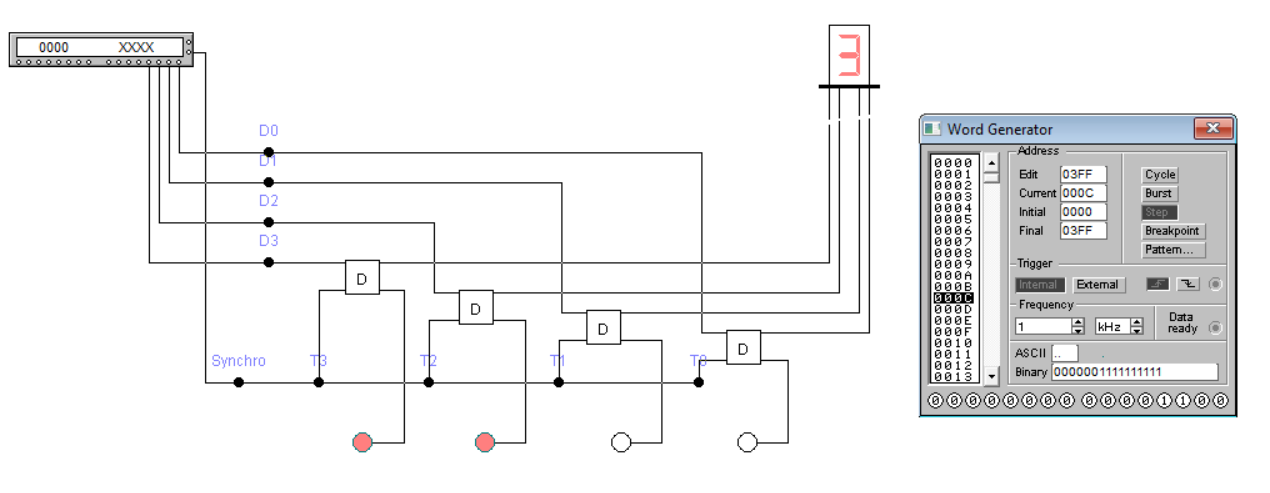 0000 XXXX
3
D0
D1
D2
D3
D
D
D
D
Synchro T3 T2 T1 T0
Word Generator
0000
0001
0002
0003
0004
0005
0006
0007
0008
0009
000A
000B
000C
000D
000E
000F
0010
0011
0012
0013
Address
Edit 03FF
Current 000C
Initial 0000
Final 03FF
Cycle
Burst
Step
Breakpoint
Pattern...
Trigger
Internal External
Frequency
1 kHz
Data
ready
ASCII .. .
Binary 0000001111111111
0 0 0 0 0 0 0 0 0 0 0 0 1 1 0 0